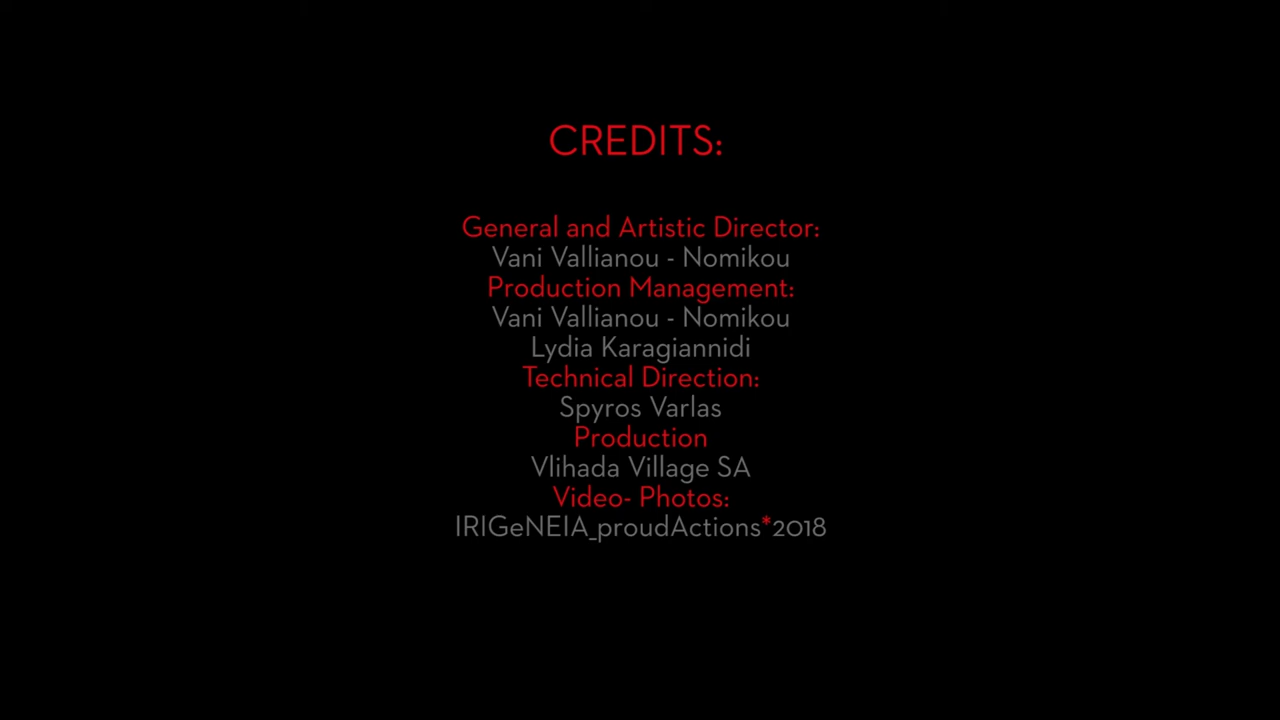 CREDITS:
General and Artistic Director:
Vani Vallianou - Nomikou
Production Management:
Vani Vallianou - Nomikou
Lydia Karagiannidi
Technical Direction:
Spyros Varlas
Production
Vlihada Village SA
Video- Photos:
IRIGeNEIA_proudActions*2018